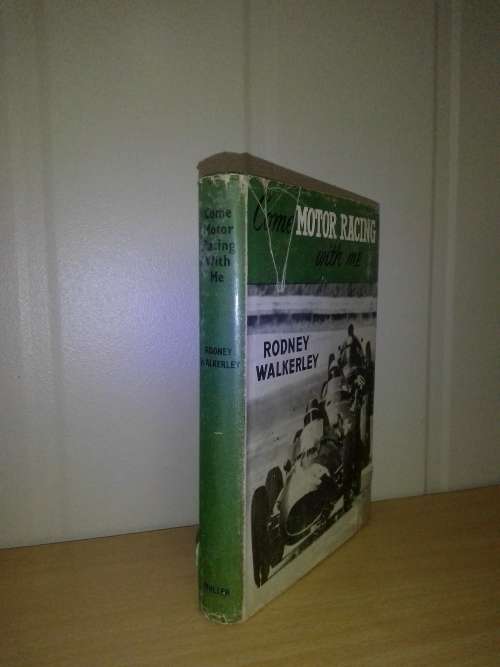 Come
Motor
Racing
With
Me
RODNEY
WALKERLEY
MULLER
Come MOTOR RACING
with me
RODNEY
WALKERLEY